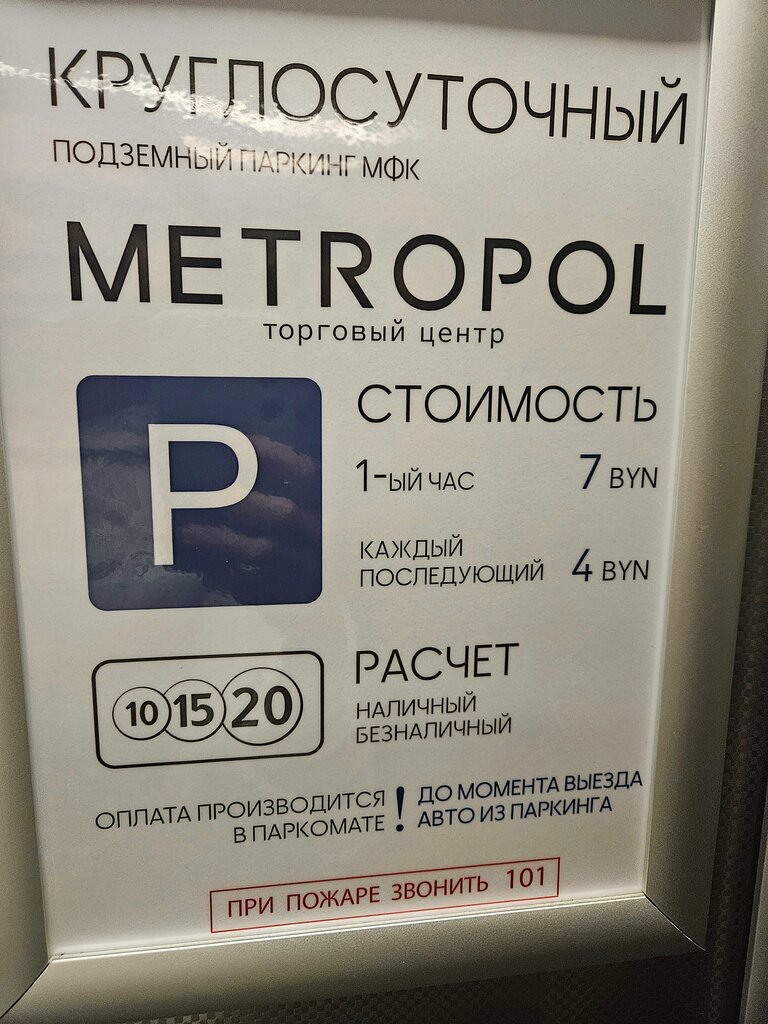 КРУГЛОСУТОЧНЫЙ
ПОДЗЕМНЫЙ ПАРКИНГ МФК
METROPOL
торговый центр
P
СТОИМОСТЬ
1-ЫЙ ЧАС 7 BYN
КАЖДЫЙ
ПОСЛЕДУЮЩИЙ 4 BYN
10 15 20
РАСЧЕТ
НАЛИЧНЫЙ
БЕЗНАЛИЧНЫЙ
ОПЛАТА ПРОИЗВОДИТСЯ
В ПАРКОМАТЕ
!
ДО МОМЕНТА ВЫЕЗДА
АВТО ИЗ ПАРКИНГА
ПРИ ПОЖАРЕ ЗВОНИТЬ 101